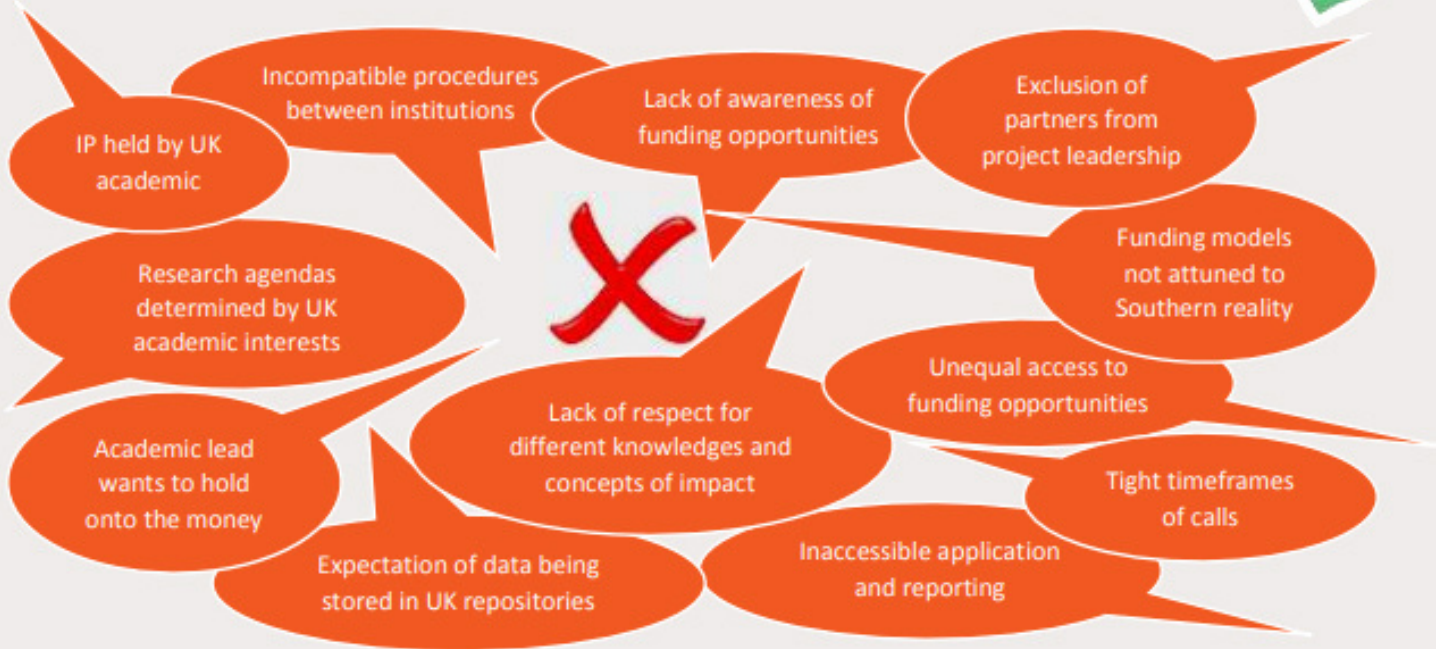 Incompatible procedures
between institutions
Lack of awareness of
funding opportunities
Exclusion of
partners from
project leadership
IP held by UK
academic
Funding models
not attuned to
Southern reality
Research agendas
determined by UK
academic interests
Unequal access to
funding opportunities
Lack of respect for
different knowledges and
concepts of impact
Academic lead
wants to hold
onto the money
Tight timeframes
of calls
Expectation of data being
stored in UK repositories
Inaccessible application
and reporting